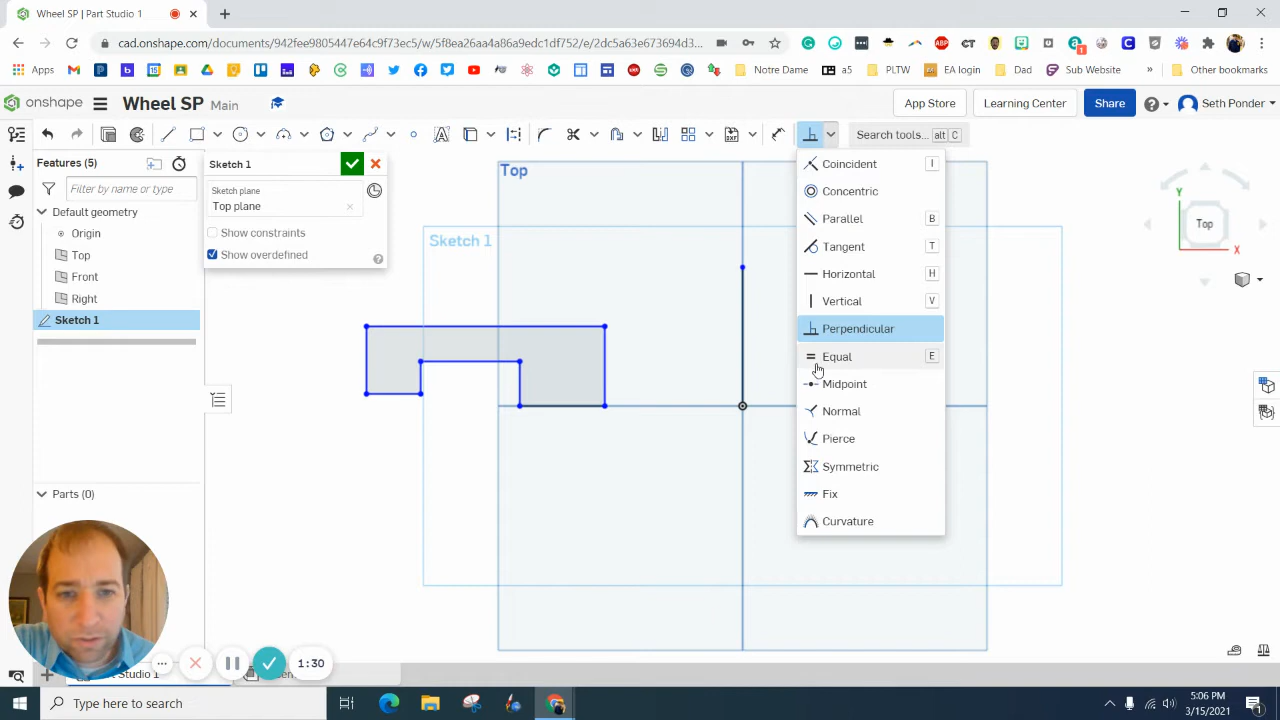 Wheel SP | Part Studio 1
cad.onshape.com/documents/942fee9805447e64c9f73ec5/w/5f8ea26aa4a86a9edc1df752/e/2dc5a63e673694d3...
Apps
Notre Dame
a5
PLTW
EA login
Dad
Sub Website
Other bookmarks
onshape
Wheel SP
Main
App Store
Learning Center
Share
Seth Ponder
Search tools...
alt
C
Features (5)
Filter by name or type
Default geometry
Origin
Top
Front
Right
Sketch 1
Parts (0)
Sketch 1
Sketch plane
Top plane
Show constraints
Show overdefined
Top
Sketch 1
Coincident I
Concentric
Parallel B
Tangent T
Horizontal H
Vertical V
Perpendicular
Equal E
Midpoint
Normal
Pierce
Symmetric
Fix
Curvature
Y
Top
X
1:30
Type here to search
5:06 PM
3/15/2021